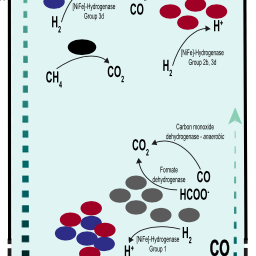 [NiFe]-Hydrogenase
Group 3d
H2
CO
H+
[NiFe]-Hydrogenase
Group 2b, 3d
H2
CH4
CO2
Carbon monoxide
dehydrogenase - anaerobic
CO2
Formate
dehydrogenase
CO
HCOO-
H2
[NiFe]-Hydrogenase
Group 1
H+
CO